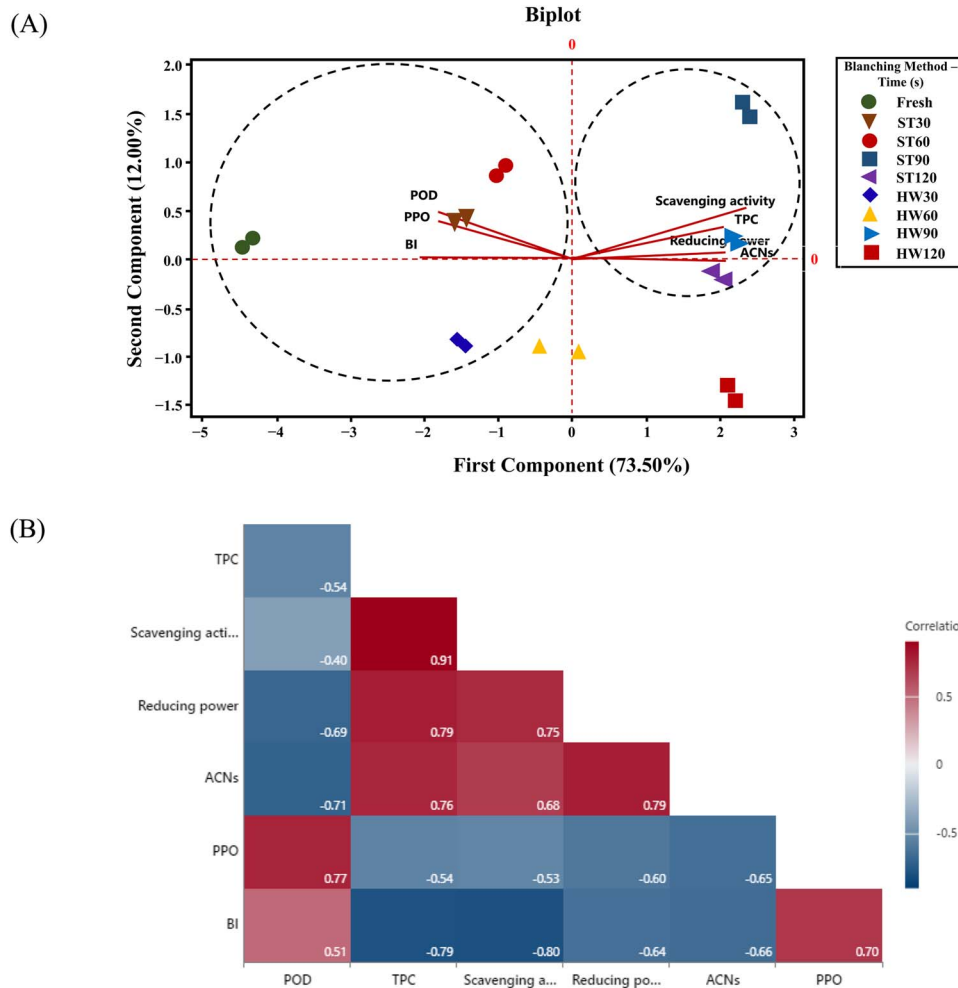 (A)
Biplot
0
2.0
1.5
1.0
0.5
0.0
−0.5
−1.0
−1.5
Second Component (12.00%)
POD
PPO
BI
Scavenging activity
TPC
Reducing power
ACNs
0
−5 −4 −3 −2 −1 0 1 2 3
First Component (73.50%)
Blanching Method –
Time (s)
Fresh
ST30
ST60
ST90
ST120
HW30
HW60
HW90
HW120
(B)
TPC -0.54
Scavenging acti... -0.40 0.91
Reducing power -0.69 0.79 0.75
ACNs -0.71 0.76 0.68 0.79
PPO 0.77 -0.54 -0.53 -0.60 -0.65
BI 0.51 -0.79 -0.80 -0.64 -0.66 0.70
POD TPC Scavenging a... Reducing po... ACNs PPO
Correlatio
0.5
0
-0.5